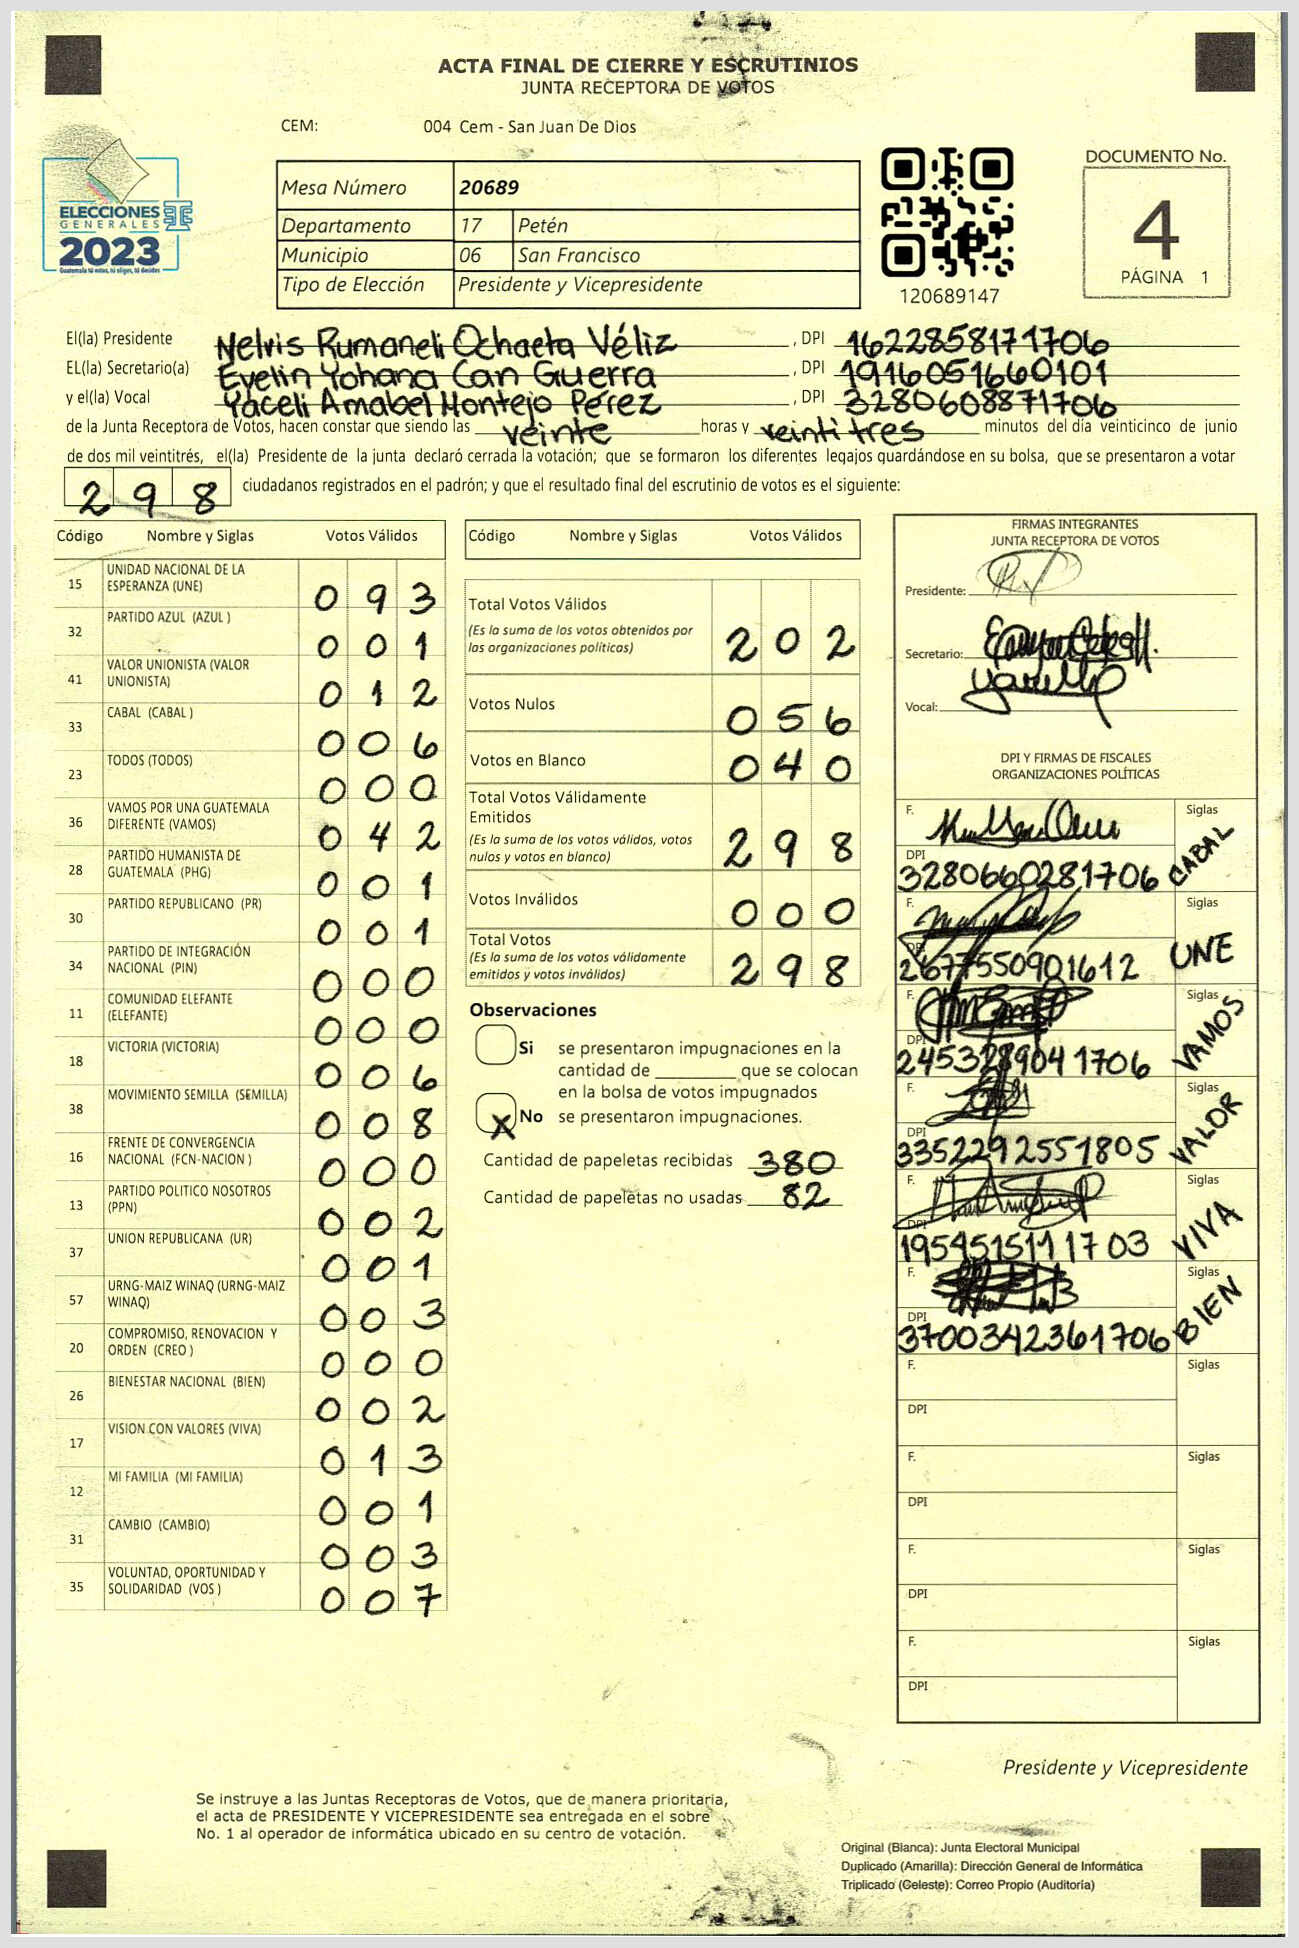 ACTA FINAL DE CIERRE Y ESCRUTINIOS
JUNTA RECEPTORA DE VOTOS
CEM: 004 Cem - San Juan De Dios
ELECCIONES
GENERALES
2023
Guatemala tú votas, tú eliges, tú decides
Mesa Número 20689
Departamento 17 Petén
Municipio 06 San Francisco
Tipo de Elección Presidente y Vicepresidente
120689147
DOCUMENTO No.
4
PÁGINA 1
El(la) Presidente Nelvis Rumaneli Ochaeta Véliz, DPI 1622858171706
EL(la) Secretario(a) Evelin Yohana Can Guerra, DPI 1916051660101
y el(la) Vocal Yaceli Amabel Montejo Pérez, DPI 3280608871706
de la Junta Receptora de Votos, hacen constar que siendo las veinte horas y veintitres minutos del día veinticinco de junio
de dos mil veintitrés, el(la) Presidente de la junta declaró cerrada la votación; que se formaron los diferentes legajos quardándose en su bolsa, que se presentaron a votar
298 ciudadanos registrados en el padrón; y que el resultado final del escrutinio de votos es el siguiente:
Código Nombre y Siglas Votos Válidos
15 UNIDAD NACIONAL DE LA
ESPERANZA (UNE) 093
32 PARTIDO AZUL (AZUL ) 001
41 VALOR UNIONISTA (VALOR
UNIONISTA) 012
33 CABAL (CABAL ) 006
23 TODOS (TODOS) 000
36 VAMOS POR UNA GUATEMALA
DIFERENTE (VAMOS) 042
28 PARTIDO HUMANISTA DE
GUATEMALA (PHG) 001
30 PARTIDO REPUBLICANO (PR) 001
34 PARTIDO DE INTEGRACIÓN
NACIONAL (PIN) 000
11 COMUNIDAD ELEFANTE
(ELEFANTE) 000
18 VICTORIA (VICTORIA) 006
38 MOVIMIENTO SEMILLA (SEMILLA) 008
16 FRENTE DE CONVERGENCIA
NACIONAL (FCN-NACION ) 000
13 PARTIDO POLITICO NOSOTROS
(PPN) 002
37 UNION REPUBLICANA (UR) 001
57 URNG-MAIZ WINAQ (URNG-MAIZ
WINAQ) 003
20 COMPROMISO, RENOVACION Y
ORDEN (CREO ) 000
26 BIENESTAR NACIONAL (BIEN) 002
17 VISION CON VALORES (VIVA) 013
12 MI FAMILIA (MI FAMILIA) 001
31 CAMBIO (CAMBIO) 003
35 VOLUNTAD, OPORTUNIDAD Y
SOLIDARIDAD (VOS ) 007
Código Nombre y Siglas Votos Válidos
Total Votos Válidos
(Es la suma de los votos obtenidos por
las organizaciones políticas) 202
Votos Nulos 056
Votos en Blanco 040
Total Votos Válidamente
Emitidos
(Es la suma de los votos válidos, votos
nulos y votos en blanco) 298
Votos Inválidos 000
Total Votos
(Es la suma de los votos válidamente
emitidos y votos inválidos) 298
Observaciones
Si se presentaron impugnaciones en la
cantidad de ________ que se colocan
en la bolsa de votos impugnados
X No se presentaron impugnaciones.
Cantidad de papeletas recibidas 380
Cantidad de papeletas no usadas 82
FIRMAS INTEGRANTES
JUNTA RECEPTORA DE VOTOS
Presidente:
Secretario:
Vocal:
DPI Y FIRMAS DE FISCALES
ORGANIZACIONES POLÍTICAS
F. Siglas
DPI 3280660281706 CABAL
F. Siglas
DPI 2677550901612 UNE
F. Siglas
DPI 2453289041706 VAMOS
F. Siglas
DPI 3352292551805 VALOR
F. Siglas
DPI 1954515111703 VIVA
F. Siglas
DPI 3700342361706 BIEN
F. Siglas
DPI
F. Siglas
DPI
F. Siglas
DPI
F. Siglas
DPI
Presidente y Vicepresidente
Se instruye a las Juntas Receptoras de Votos, que de manera prioritaria,
el acta de PRESIDENTE Y VICEPRESIDENTE sea entregada en el sobre
No. 1 al operador de informática ubicado en su centro de votación.
Original (Blanca): Junta Electoral Municipal
Duplicado (Amarilla): Dirección General de Informática
Triplicado (Celeste): Correo Propio (Auditoría)